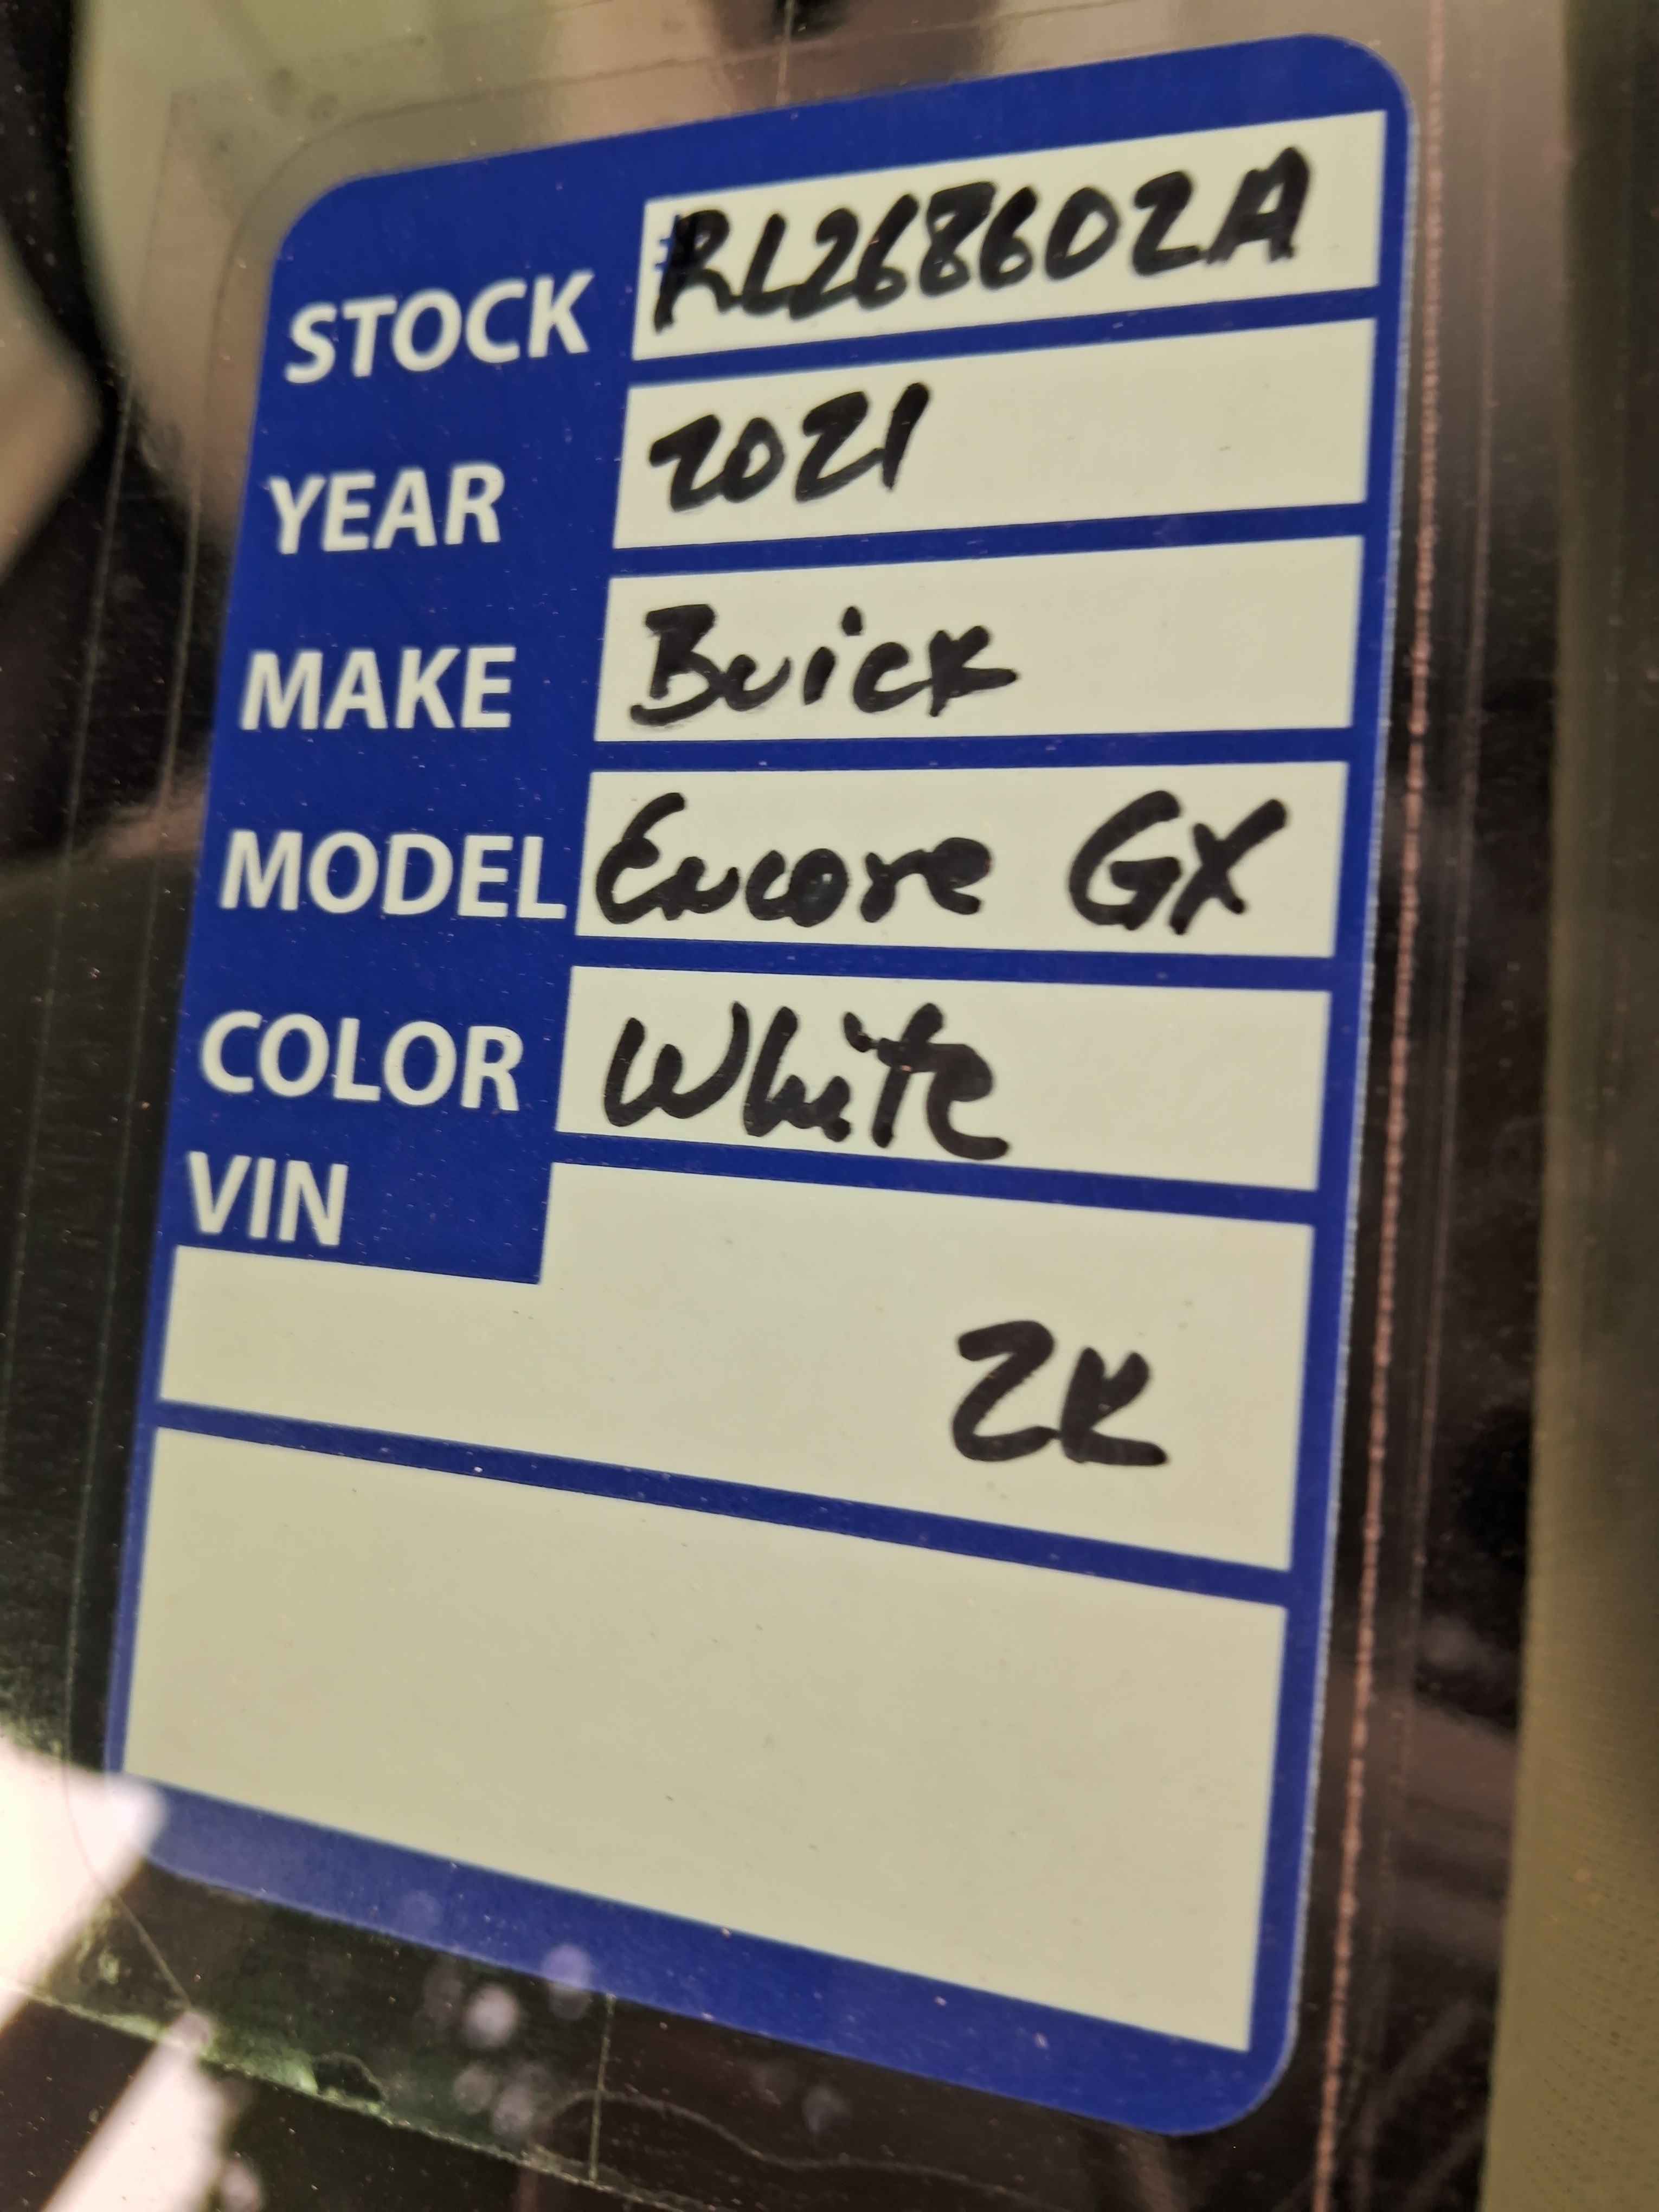 STOCK #RL268602A
YEAR 2021
MAKE Buick
MODEL Encore GX
COLOR White
VIN
2K